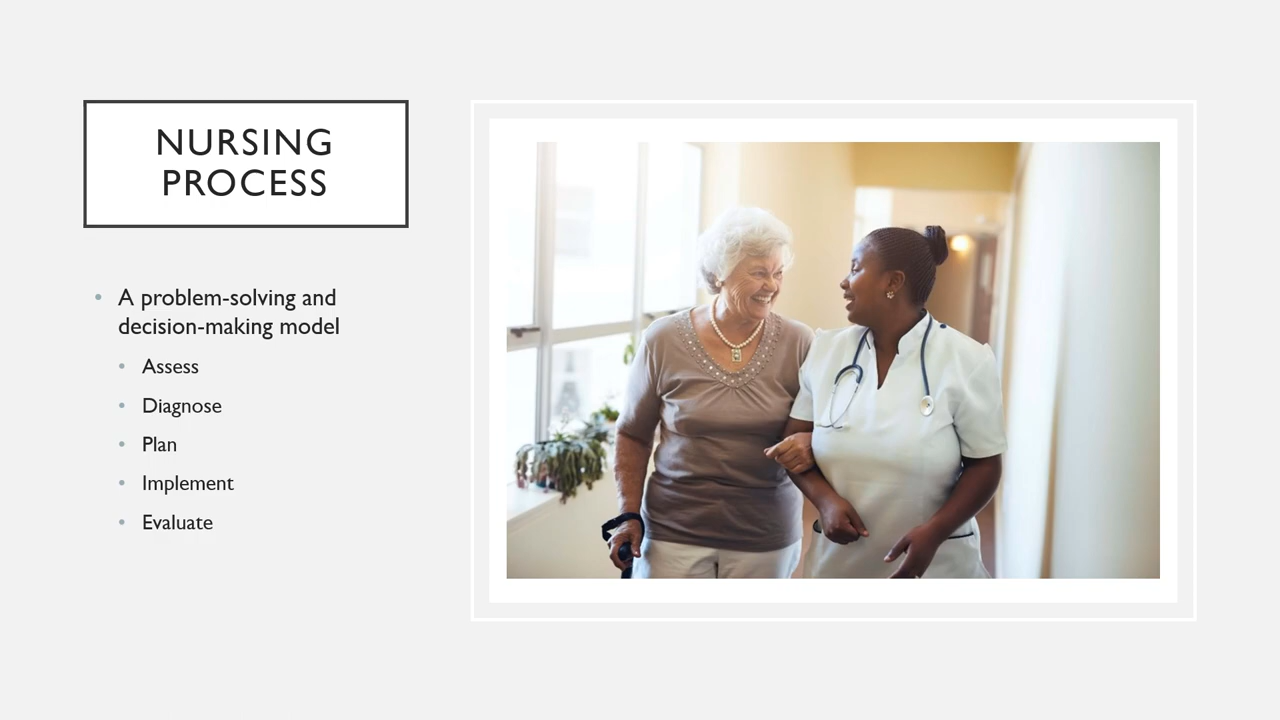 NURSING
PROCESS
• A problem-solving and
decision-making model
• Assess
• Diagnose
• Plan
• Implement
• Evaluate